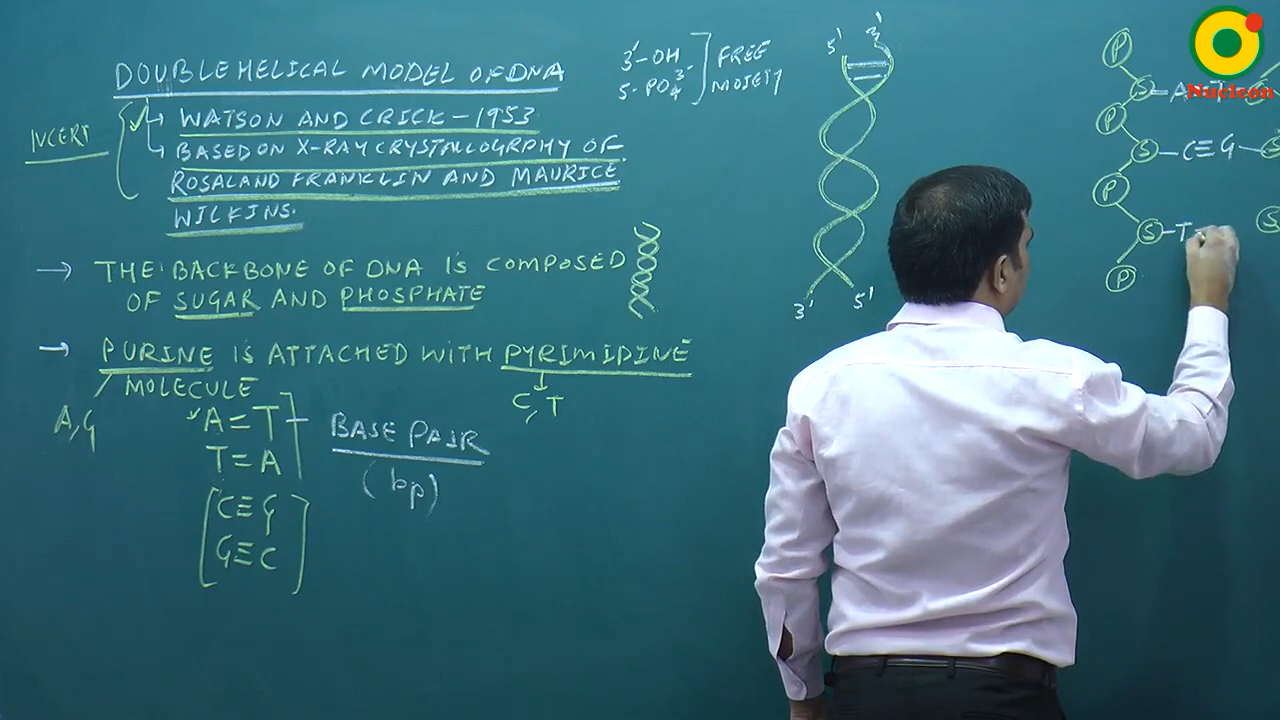 DOUBLE HELICAL MODEL OF DNA
NCERT
WATSON AND CRICK - 1953
BASED ON X-RAY CRYSTALLOGRPHY OF
ROSALAND FRANKLIN AND MAURICE
WILKINS.
→ THE BACKBONE OF DNA IS COMPOSED
OF SUGAR AND PHOSPHATE
→ PURINE IS ATTACHED WITH PYRIMIDINE
MOLECULE
A, G
C, T
A = T
T = A
C ≡ G
G ≡ C
BASE PAIR
(bp)
3'-OH
5'-PO₄³⁻
FREE
MOIETY
5' 3'
3' 5'
P
S = A = T S
P
S - C ≡ G - S
P
S - T S
P
Nucleon